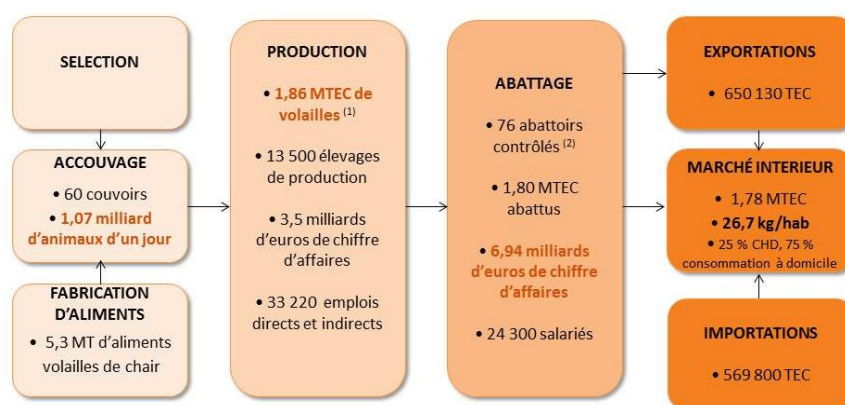 SELECTION
ACCOUVAGE
• 60 couvoirs
• 1,07 milliard
d'animaux d'un jour
FABRICATION
D'ALIMENTS
• 5,3 MT d'aliments
volailles de chair
PRODUCTION
• 1,86 MTEC de
volailles (1)
• 13 500 élevages
de production
• 3,5 milliards
d'euros de chiffre
d'affaires
• 33 220 emplois
directs et indirects
ABATTAGE
• 76 abattoirs
contrôlés (2)
• 1,80 MTEC
abattus
• 6,94 milliards
d'euros de chiffre
d'affaires
• 24 300 salariés
EXPORTATIONS
• 650 130 TEC
MARCHÉ INTERIEUR
• 1,78 MTEC
• 26,7 kg/hab
• 25 % CHD, 75 %
consommation à domicile
IMPORTATIONS
• 569 800 TEC